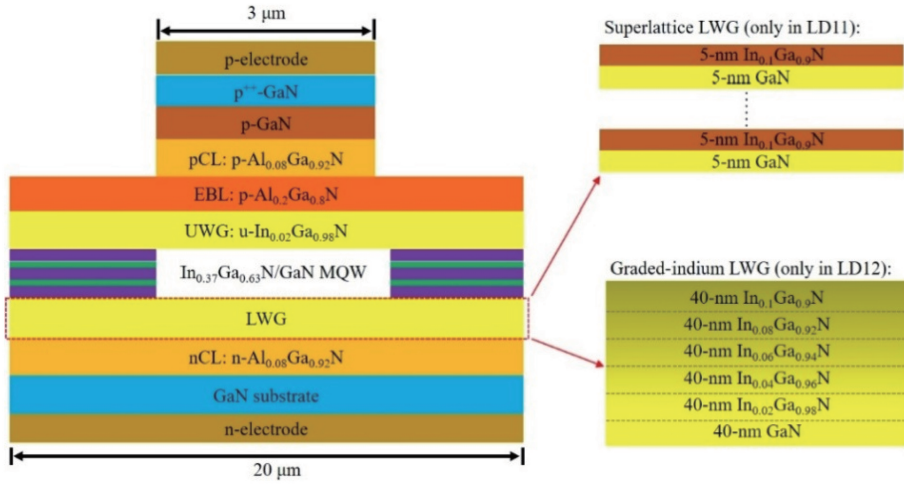 3 μm
p-electrode
p⁺⁺-GaN
p-GaN
pCL: p-Al₀.₀₈Ga₀.₉₂N
EBL: p-Al₀.₂Ga₀.₈N
UWG: u-In₀.₀₂Ga₀.₉₈N
In₀.₃₇Ga₀.₆₃N/GaN MQW
LWG
nCL: n-Al₀.₀₈Ga₀.₉₂N
GaN substrate
n-electrode
20 μm
Superlattice LWG (only in LD11):
5-nm In₀.₁Ga₀.₉N
5-nm GaN
5-nm In₀.₁Ga₀.₉N
5-nm GaN
Graded-indium LWG (only in LD12):
40-nm In₀.₁Ga₀.₉N
40-nm In₀.₀₈Ga₀.₉₂N
40-nm In₀.₀₆Ga₀.₉₄N
40-nm In₀.₀₄Ga₀.₉₆N
40-nm In₀.₀₂Ga₀.₉₈N
40-nm GaN